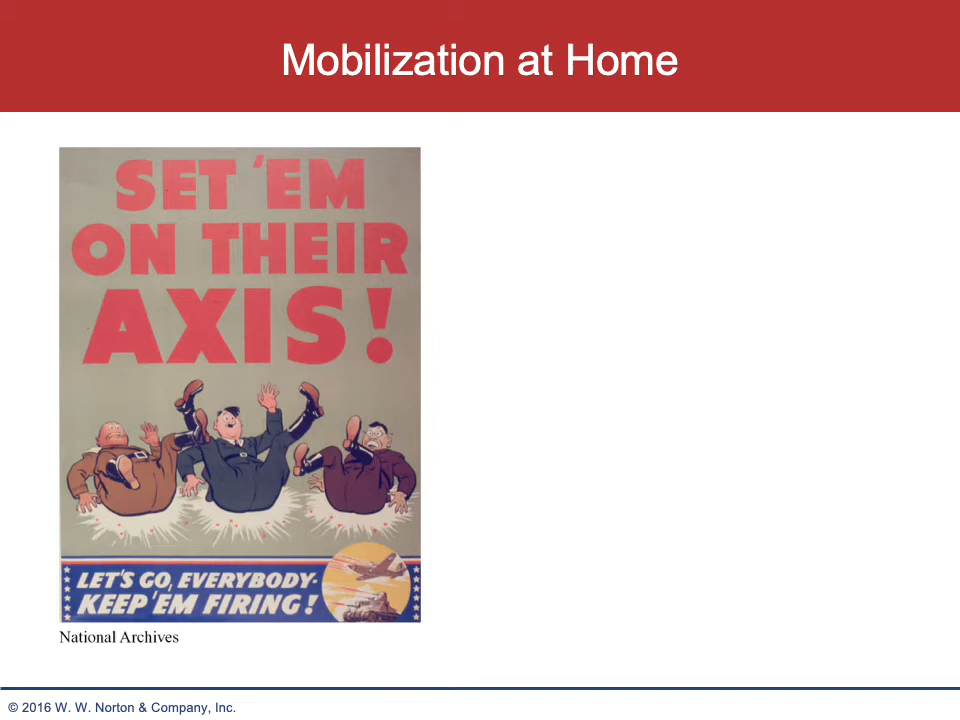 Mobilization at Home
SET 'EM
ON THEIR
AXIS!
LET'S GO, EVERYBODY-
KEEP 'EM FIRING!
National Archives
© 2016 W. W. Norton & Company, Inc.